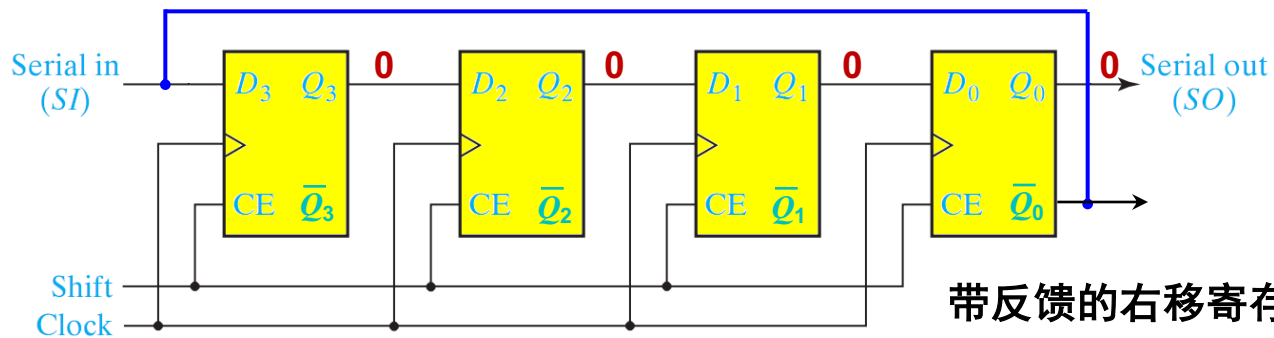 Serial in
(SI)
D₃ Q₃ 0 D₂ Q₂ 0 D₁ Q₁ 0 D₀ Q₀ 0
Serial out
(SO)
CE Q̅₃ CE Q̅₂ CE Q̅₁ CE Q̅₀
Shift
Clock
带反馈的右移寄存